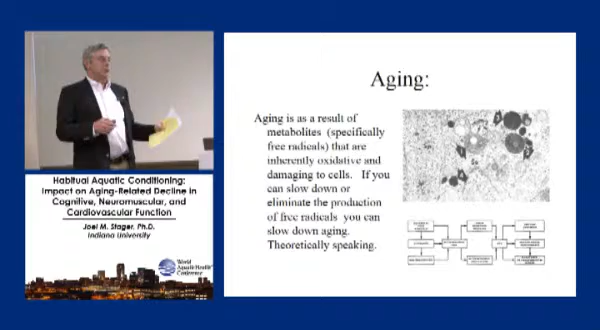 Habitual Aquatic Conditioning:
Impact on Aging-Related Decline in
Cognitive, Neuromuscular, and
Cardiovascular Function
Joel M. Stager, Ph.D.
Indiana University
World
Aquatic Health
Conference
Aging:
Aging is as a result of
metabolites (specifically
free radicals) that are
inherently oxidative and
damaging to cells. If you
can slow down or
eliminate the production
of free radicals you can
slow down aging.
Theoretically speaking.